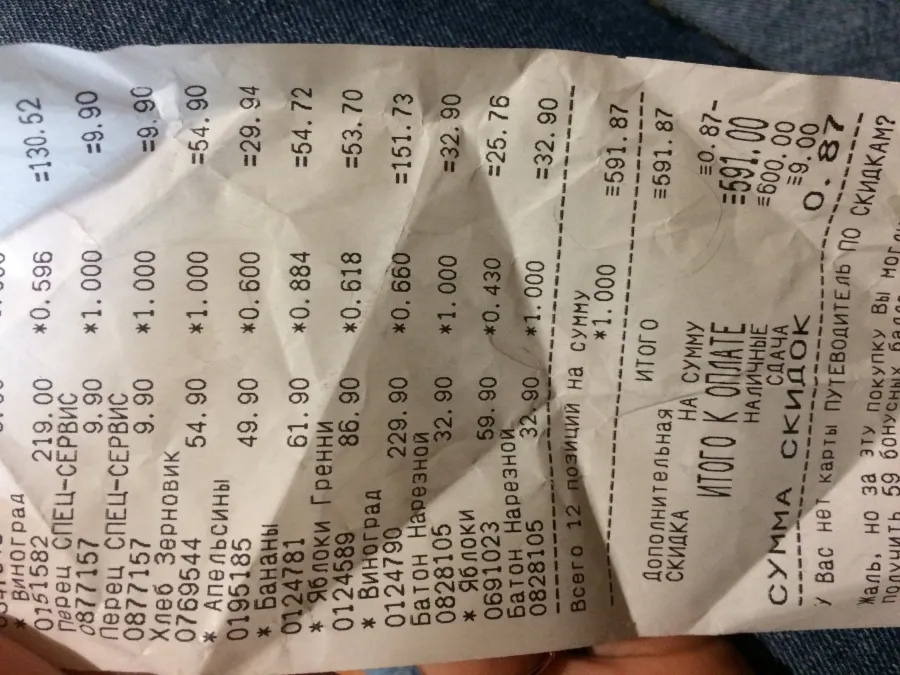 * Виноград
0151582 219.00 *0.596 =130.52
Перец СПЕЦ-СЕРВИС
0877157 9.90 *1.000 =9.90
Перец СПЕЦ-СЕРВИС
0877157 9.90 *1.000 =9.90
Хлеб Зерновик
0769544 54.90 *1.000 =54.90
* Апельсины
0195185 49.90 *0.600 =29.94
* Бананы
0124781 61.90 *0.884 =54.72
* Яблоки Гренни
0124589 86.90 *0.618 =53.70
* Виноград
0124790 229.90 *0.660 =151.73
Батон Нарезной
0828105 32.90 *1.000 =32.90
* Яблоки
0691023 59.90 *0.430 =25.76
Батон Нарезной
0828105 32.90 *1.000 =32.90
Всего 12 позиций на сумму
*1.000 =591.87
ИТОГО =591.87
Дополнительная
СКИДКА НА СУММУ =0.87-
ИТОГО К ОПЛАТЕ =591.00
НАЛИЧНЫЕ =600.00
СДАЧА =9.00
СУММА СКИДОК 0.87
У Вас нет карты ПУТЕВОДИТЕЛЬ ПО СКИДКАМ?
Жаль, но за эту покупку Вы могли
получить 59 бонусных